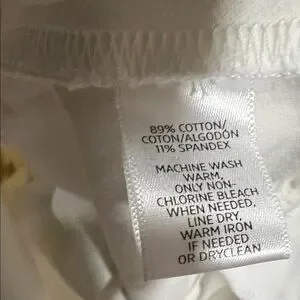 89% COTTON/
COTON/ALGODÓN
11% SPANDEX
MACHINE WASH
WARM,
ONLY NON-
CHLORINE BLEACH
WHEN NEEDED,
LINE DRY,
WARM IRON
IF NEEDED
OR DRYCLEAN